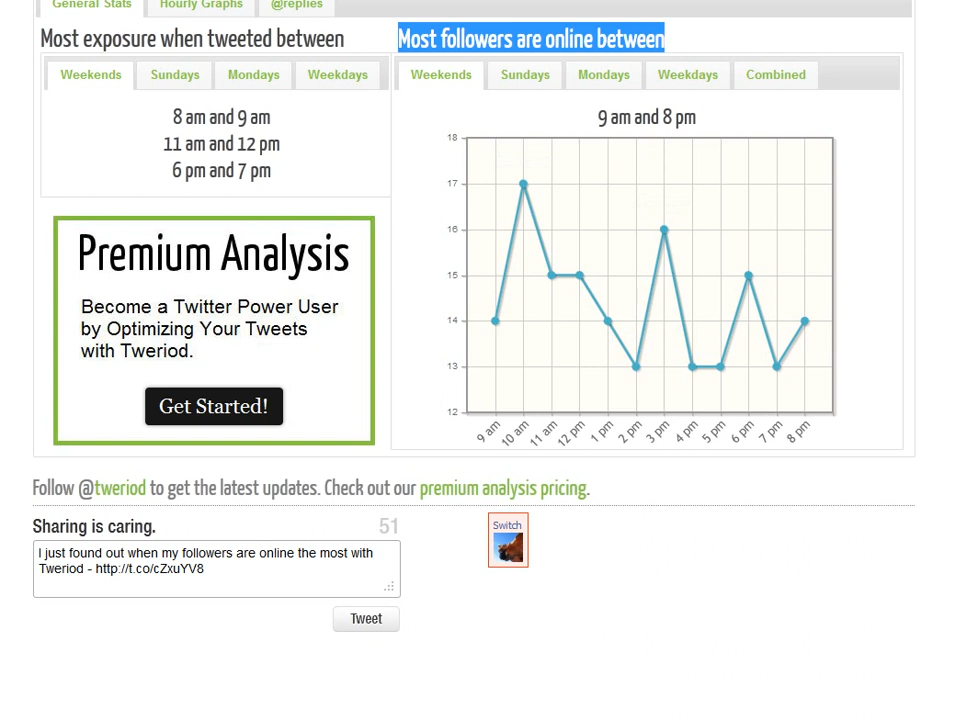 General Stats Hourly Graphs @replies
Most exposure when tweeted between
Weekends Sundays Mondays Weekdays
8 am and 9 am
11 am and 12 pm
6 pm and 7 pm
Premium Analysis
Become a Twitter Power User
by Optimizing Your Tweets
with Tweriod.
Get Started!
Most followers are online between
Weekends Sundays Mondays Weekdays Combined
9 am and 8 pm
18
17
16
15
14
13
12
9 am 10 am 11 am 12 pm 1 pm 2 pm 3 pm 4 pm 5 pm 6 pm 7 pm 8 pm
Follow @tweriod to get the latest updates. Check out our premium analysis pricing.
Sharing is caring. 51
I just found out when my followers are online the most with
Tweriod - http://t.co/cZxuYV8
Tweet
Switch